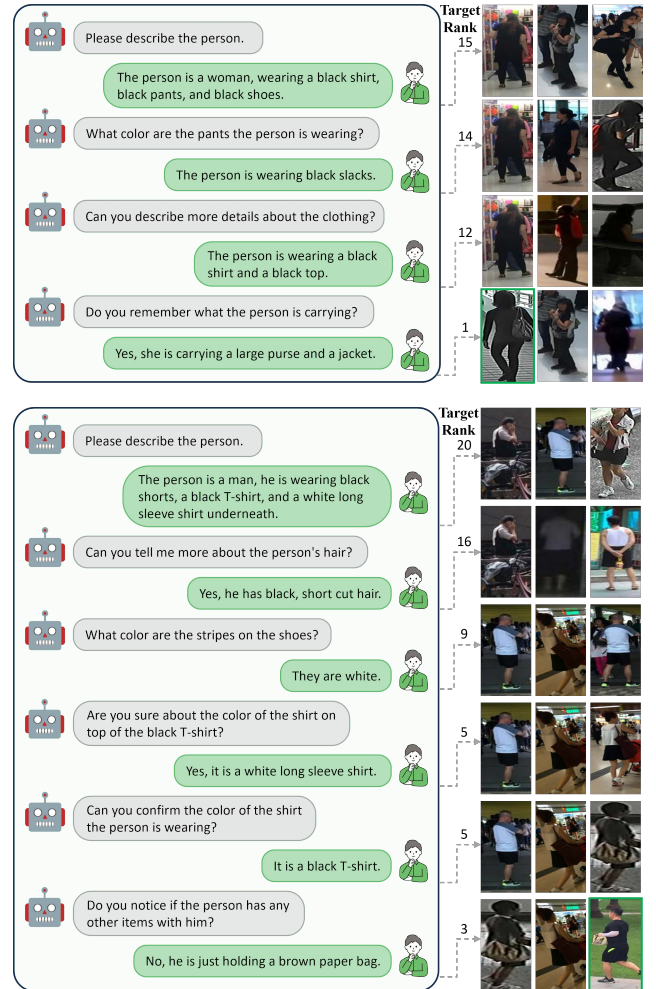 Target
Rank
Please describe the person.
15
The person is a woman, wearing a black shirt,
black pants, and black shoes.
What color are the pants the person is wearing?
14
The person is wearing black slacks.
Can you describe more details about the clothing?
12
The person is wearing a black
shirt and a black top.
Do you remember what the person is carrying?
1
Yes, she is carrying a large purse and a jacket.
Target
Rank
Please describe the person.
20
The person is a man, he is wearing black
shorts, a black T-shirt, and a white long
sleeve shirt underneath.
Can you tell me more about the person's hair?
16
Yes, he has black, short cut hair.
What color are the stripes on the shoes?
9
They are white.
Are you sure about the color of the shirt on
top of the black T-shirt?
5
Yes, it is a white long sleeve shirt.
Can you confirm the color of the shirt
the person is wearing?
5
It is a black T-shirt.
Do you notice if the person has any
other items with him?
3
No, he is just holding a brown paper bag.